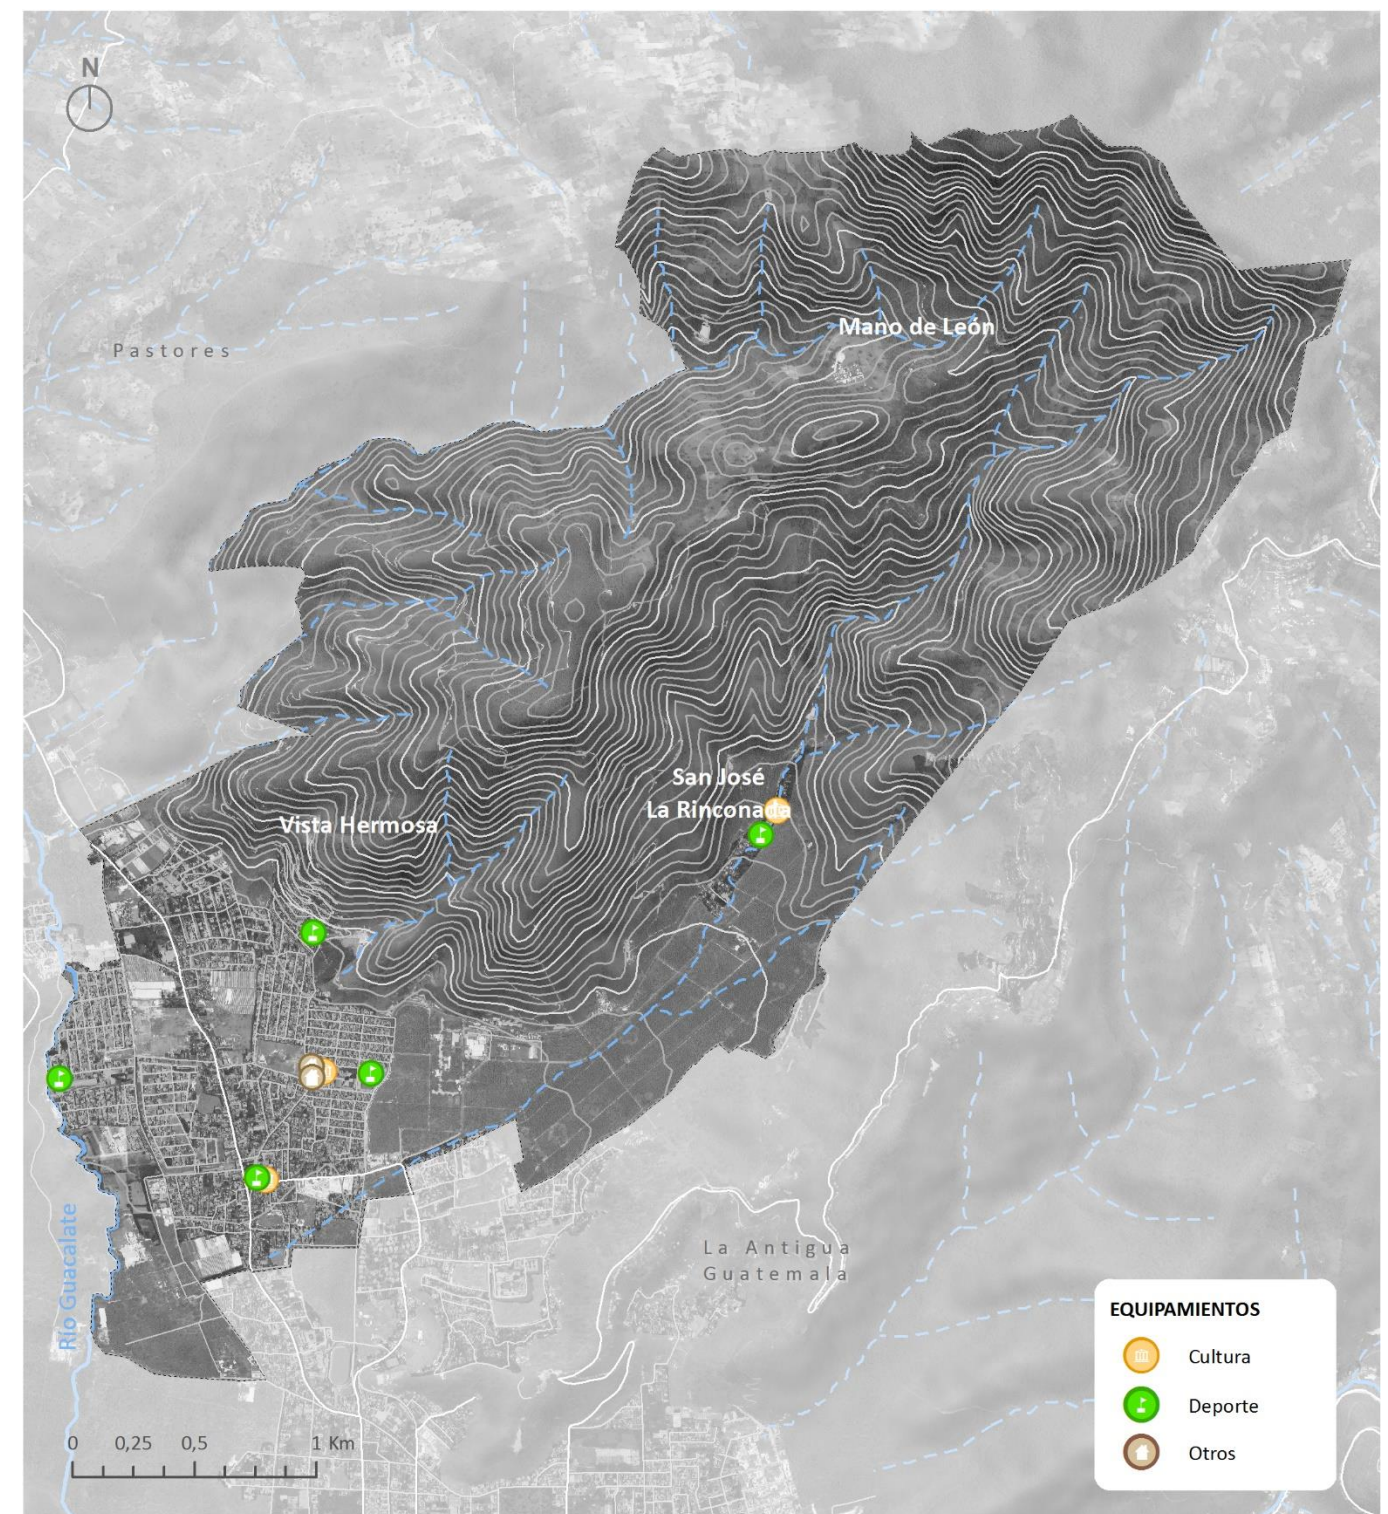 N
Mano de León
Pastores
San José
La Rinconada
Vista Hermosa
Río Guacalate
La Antigua
Guatemala
EQUIPAMIENTOS
Cultura
Deporte
Otros
0 0,25 0,5 1 Km